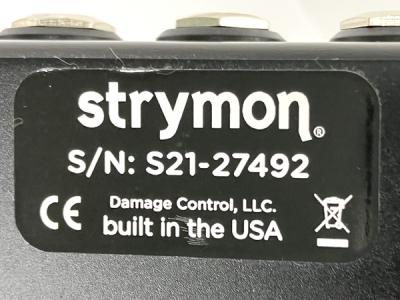 strymon®
S/N: S21-27492
CE
Damage Control, LLC.
built in the USA